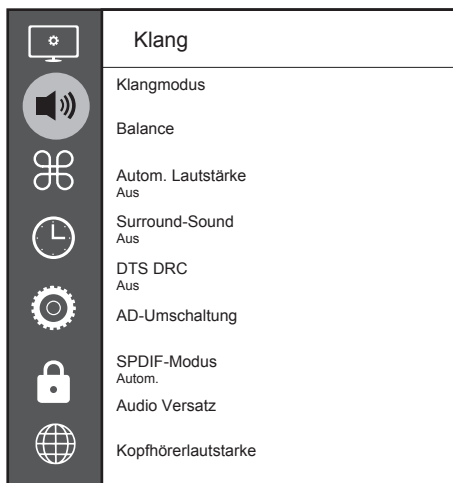 Klang
Klangmodus
Balance
Autom. Lautstärke
Aus
Surround-Sound
Aus
DTS DRC
Aus
AD-Umschaltung
SPDIF-Modus
Autom.
Audio Versatz
Kopfhörerlautstarke